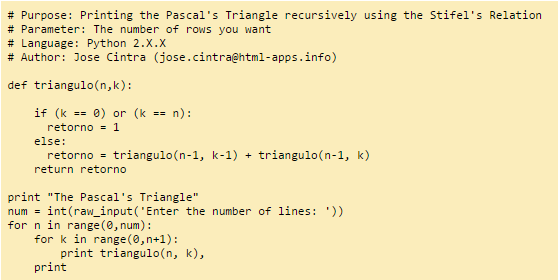 # Purpose: Printing the Pascal's Triangle recursively using the Stifel's Relation
# Parameter: The number of rows you want
# Language: Python 2.X.X
# Author: Jose Cintra (jose.cintra@html-apps.info)

def triangulo(n,k):

    if (k == 0) or (k == n):
      retorno = 1
    else:
      retorno = triangulo(n-1, k-1) + triangulo(n-1, k)
    return retorno

print "The Pascal's Triangle"
num = int(raw_input('Enter the number of lines: '))
for n in range(0,num):
    for k in range(0,n+1):
        print triangulo(n, k),
    print